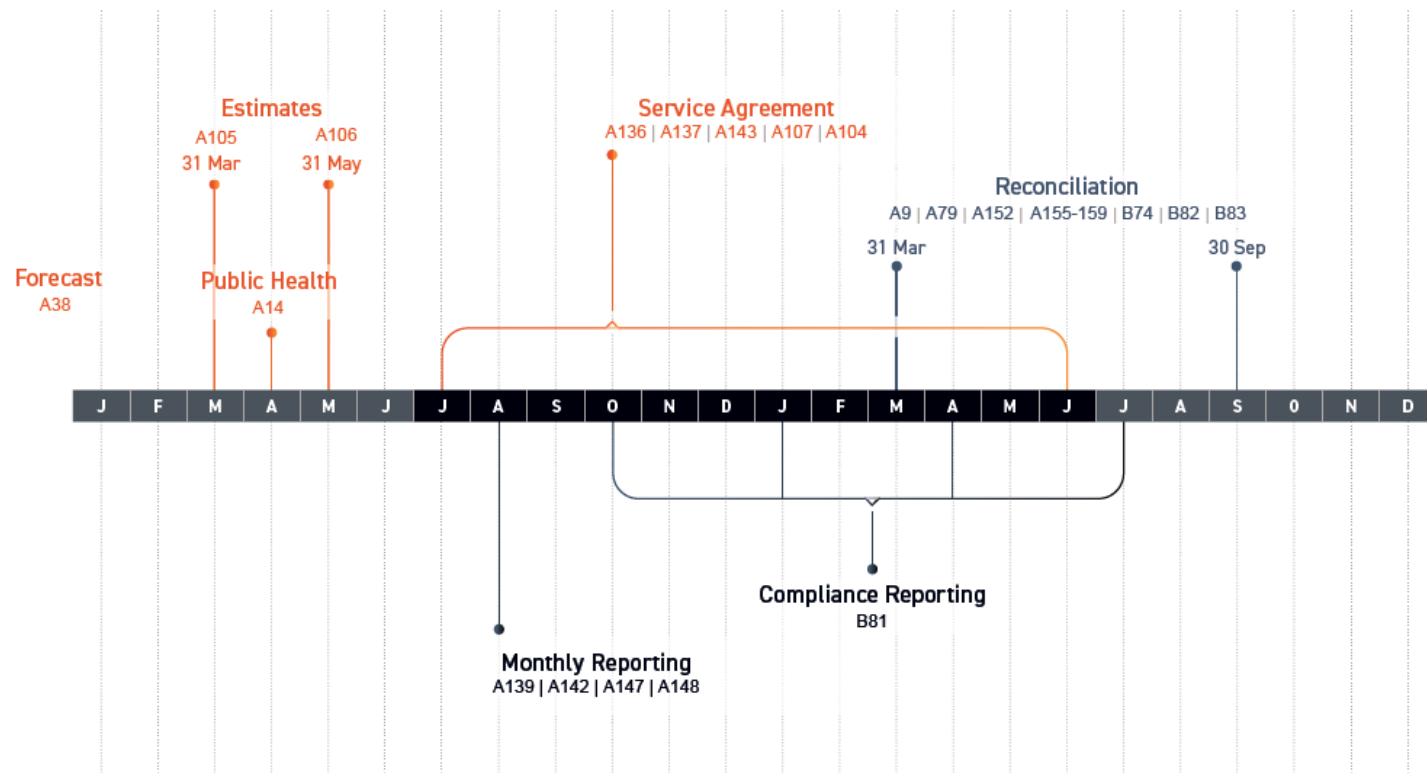 Estimates
A105
31 Mar
A106
31 May
Service Agreement
A136 | A137 | A143 | A107 | A104
Reconciliation
A9 | A79 | A152 | A155-159 | B74 | B82 | B83
31 Mar
30 Sep
Forecast
A38
Public Health
A14
J F M A M J J A S O N D J F M A M J J A S 0 N D
Compliance Reporting
B81
Monthly Reporting
A139 | A142 | A147 | A148